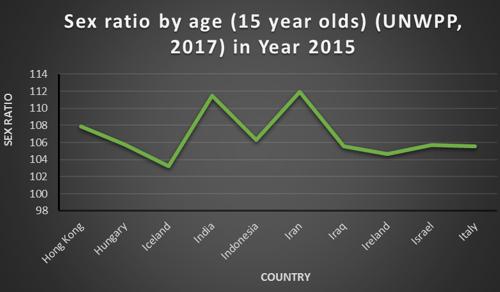 Sex ratio by age (15 year olds) (UNWPP,
2017) in Year 2015
SEX RATIO
114
112
110
108
106
104
102
100
98
Hong Kong
Hungary
Iceland
India
Indonesia
Iran
Iraq
Ireland
Israel
Italy
COUNTRY